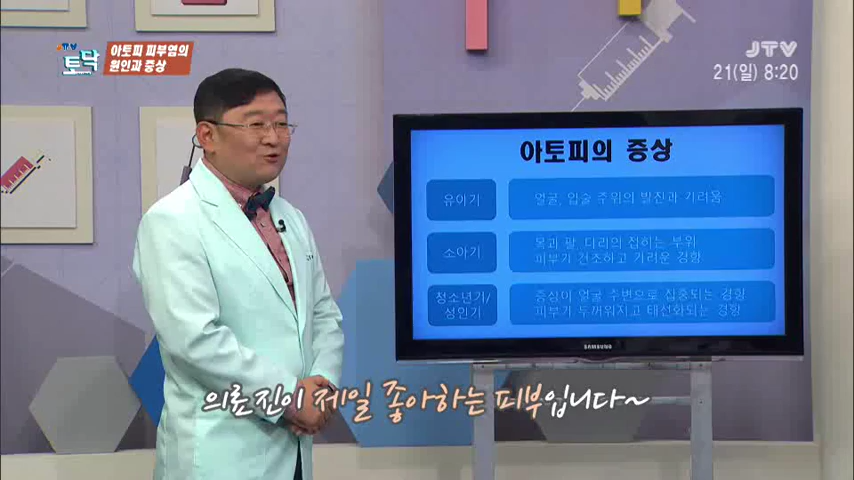 JTV
토닥
아토피 피부염의
원인과 증상
JTV
21(일) 8:20
아토피의 증상
유아기
얼굴, 입술 주위의 발진과 가려움
소아기
목과 팔, 다리의 접히는 부위
피부가 건조하고 가려운 경향
청소년기/
성인기
증상이 얼굴 주변으로 집중되는 경향
피부가 두꺼워지고 태선화되는 경향
SAMSUNG
의료진이 제일 좋아하는 피부입니다~